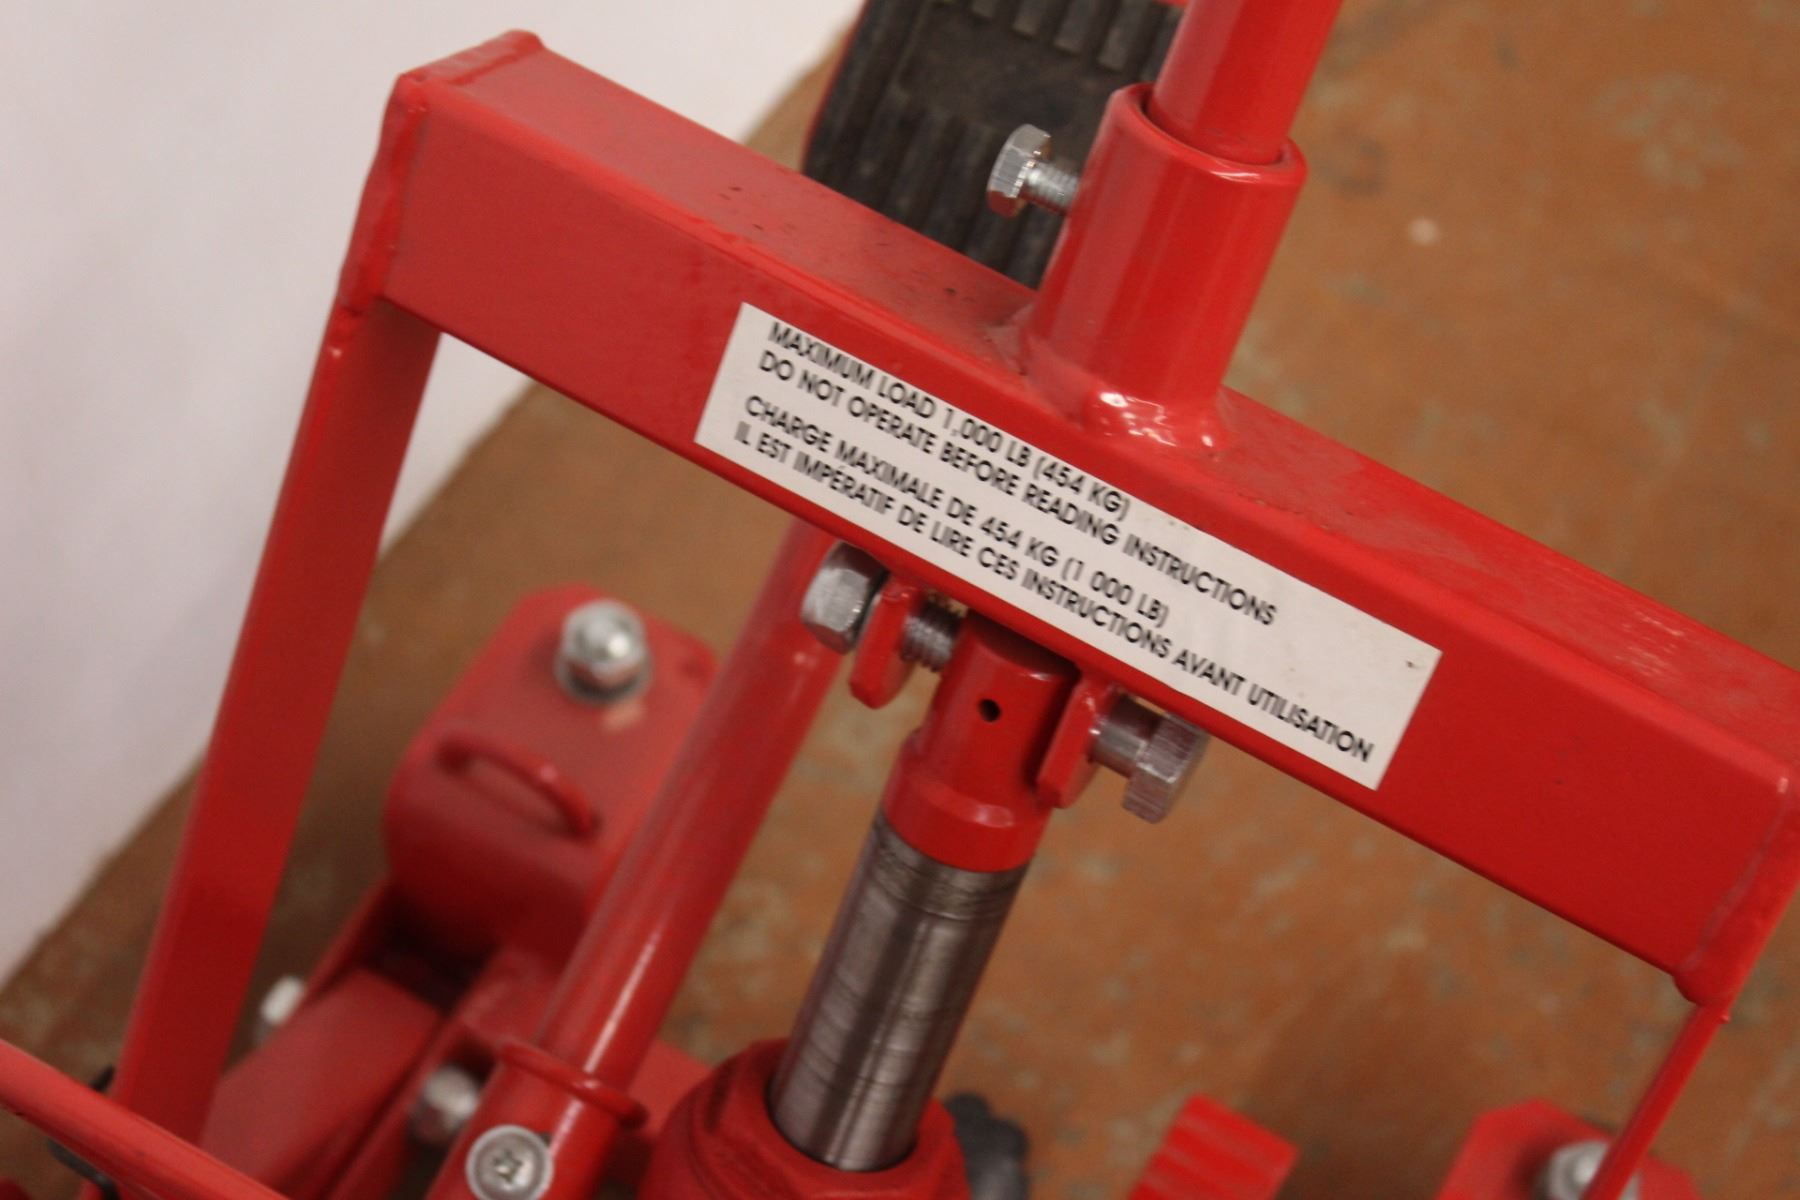 MAXIMUM LOAD 1,000 LB (454 KG)
DO NOT OPERATE BEFORE READING INSTRUCTIONS
CHARGE MAXIMALE DE 454 KG (1 000 LB)
IL EST IMPÉRATIF DE LIRE CES INSTRUCTIONS AVANT UTILISATION